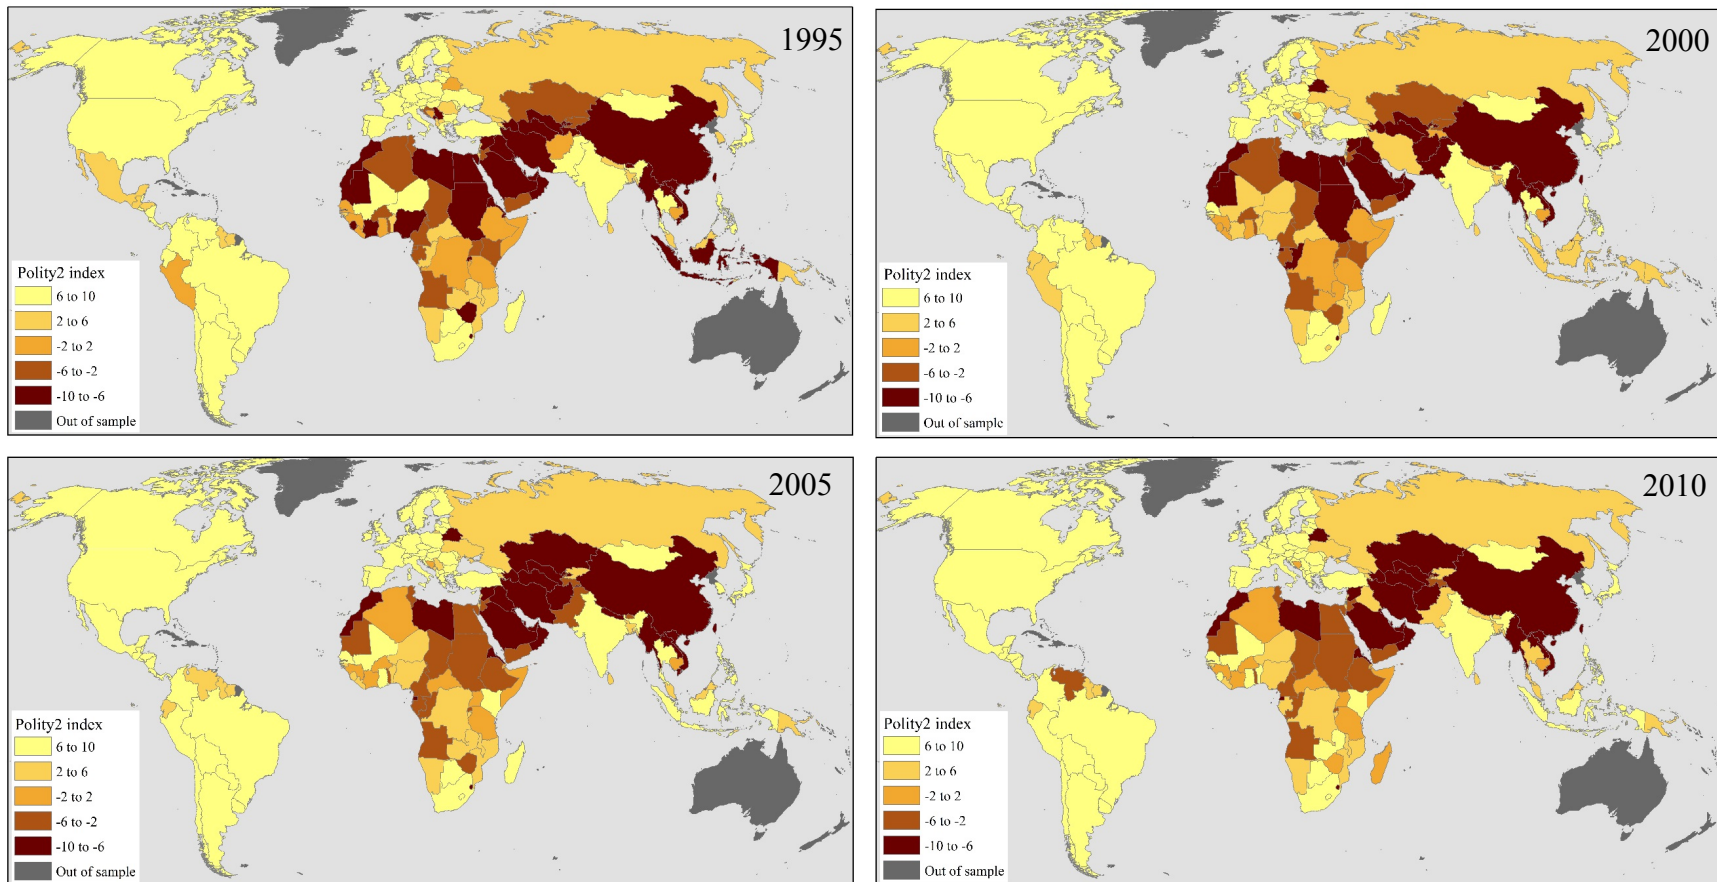 1995
Polity2 index
6 to 10
2 to 6
-2 to 2
-6 to -2
-10 to -6
Out of sample
2000
Polity2 index
6 to 10
2 to 6
-2 to 2
-6 to -2
-10 to -6
Out of sample
2005
Polity2 index
6 to 10
2 to 6
-2 to 2
-6 to -2
-10 to -6
Out of sample
2010
Polity2 index
6 to 10
2 to 6
-2 to 2
-6 to -2
-10 to -6
Out of sample